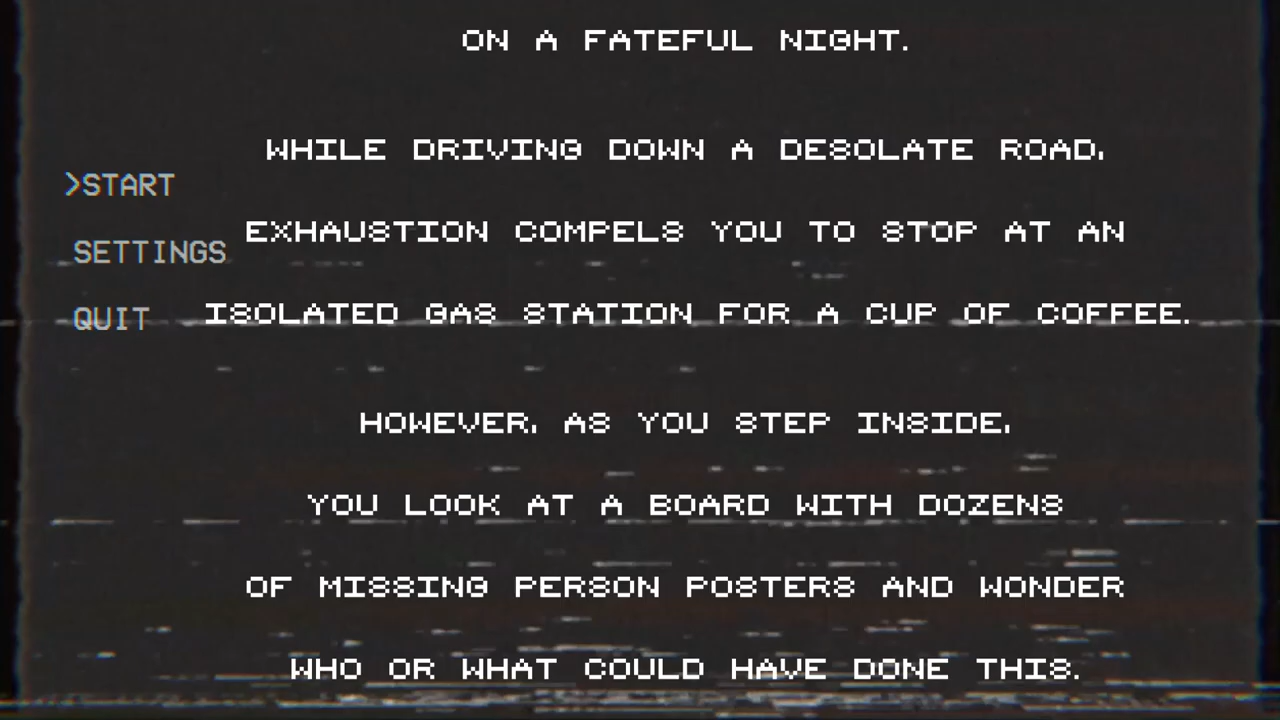 ON A FATEFUL NIGHT.
WHILE DRIVING DOWN A DESOLATE ROAD,
>START
EXHAUSTION COMPELS YOU TO STOP AT AN
SETTINGS
ISOLATED GAS STATION FOR A CUP OF COFFEE.
QUIT
HOWEVER, AS YOU STEP INSIDE,
YOU LOOK AT A BOARD WITH DOZENS
OF MISSING PERSON POSTERS AND WONDER
WHO OR WHAT COULD HAVE DONE THIS.